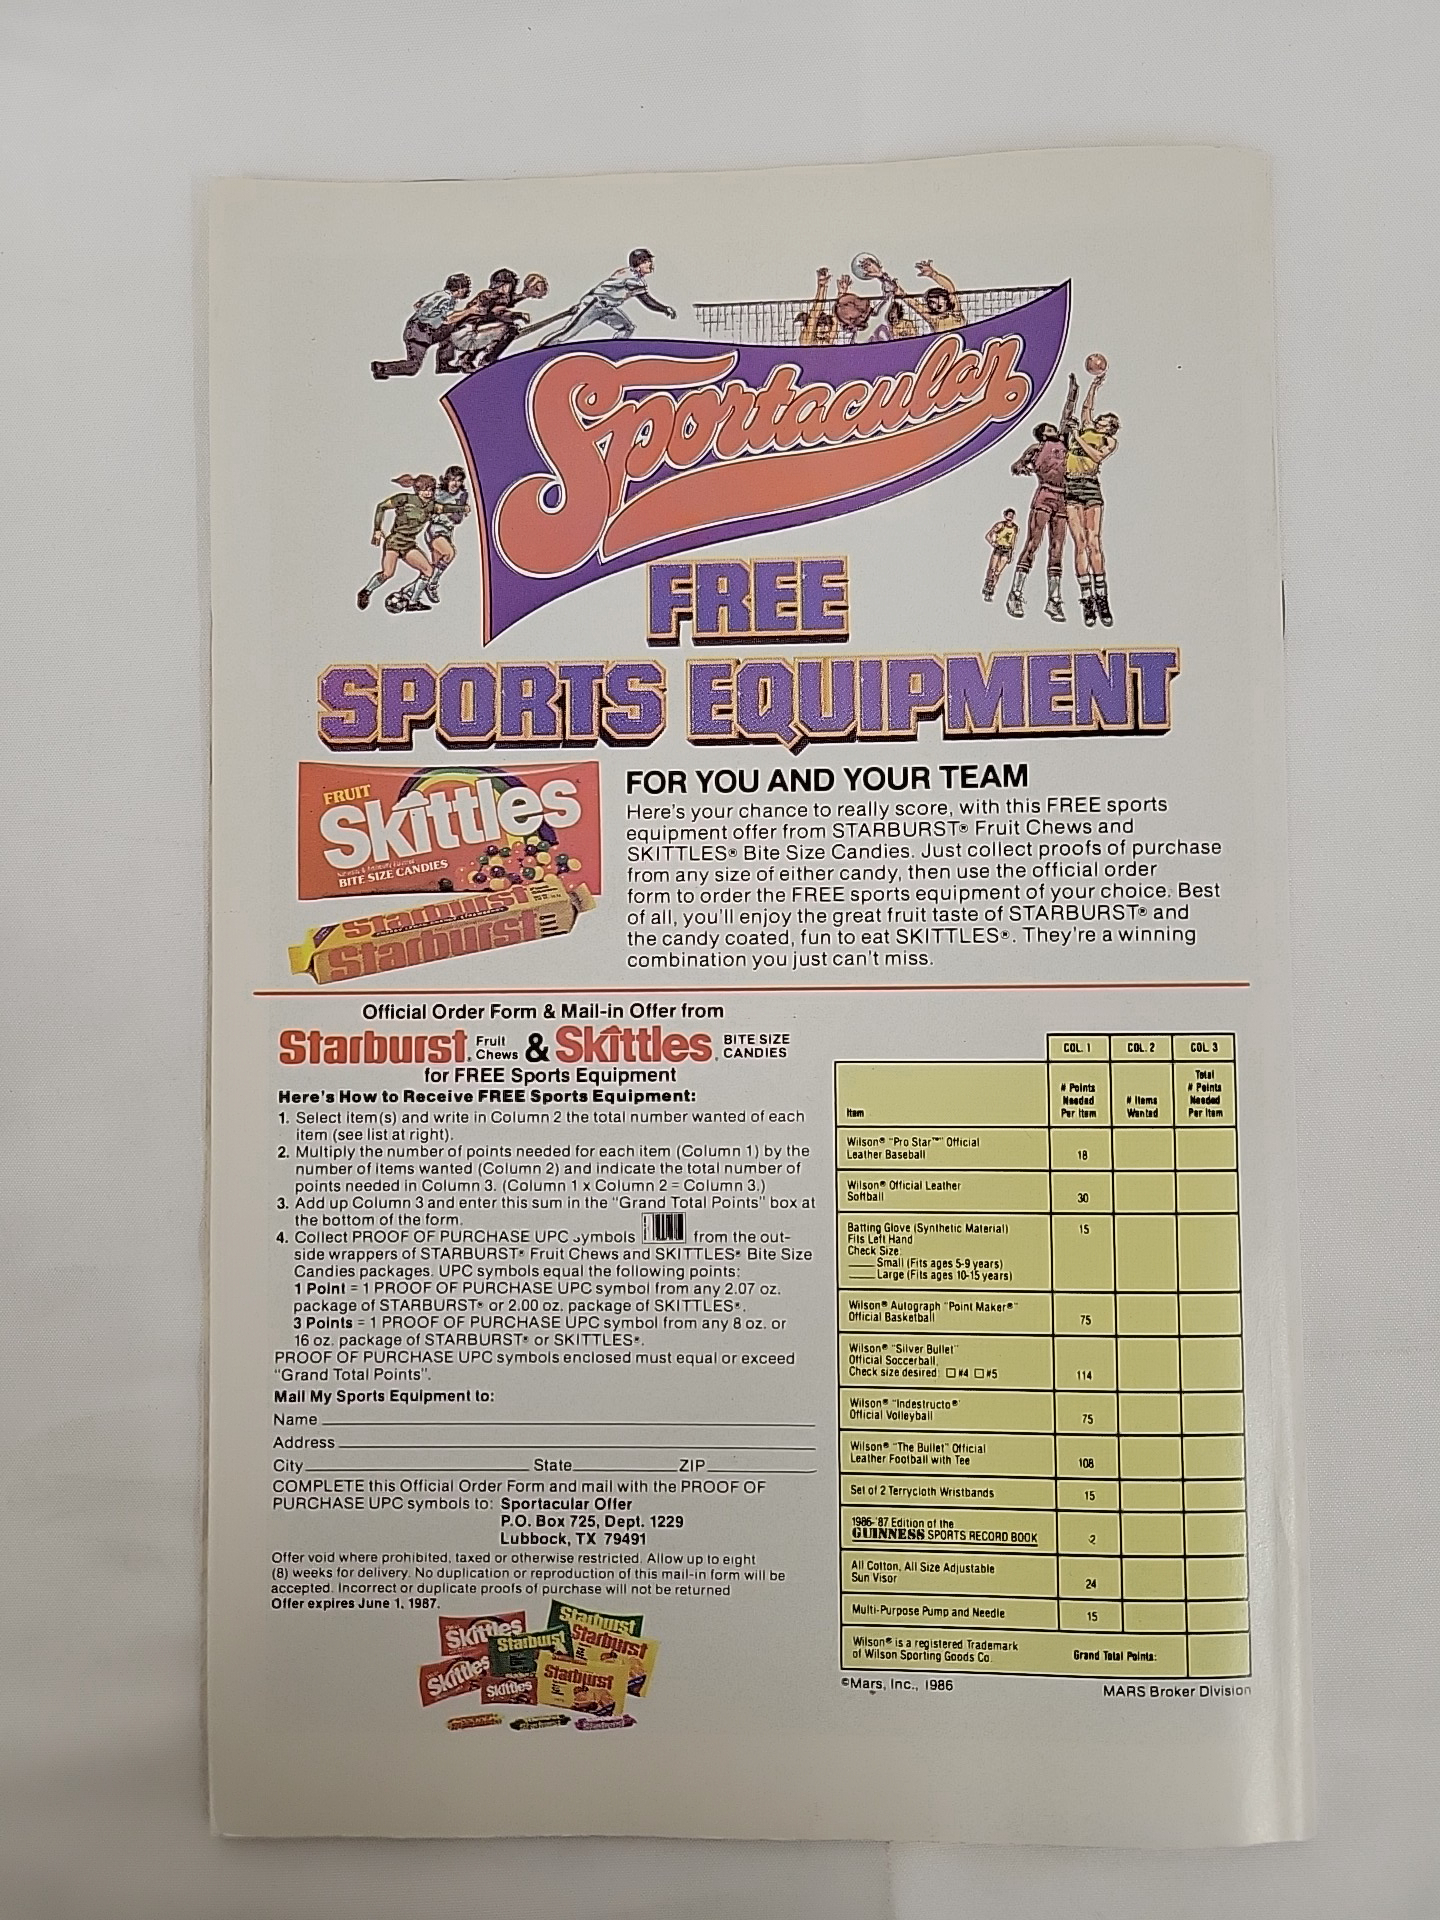 Sportacular
FREE
SPORTS EQUIPMENT
FRUIT
Skittles
BITE SIZE CANDIES
Starburst
Starburst
FOR YOU AND YOUR TEAM
Here's your chance to really score, with this FREE sports
equipment offer from STARBURST® Fruit Chews and
SKITTLES® Bite Size Candies. Just collect proofs of purchase
from any size of either candy, then use the official order
form to order the FREE sports equipment of your choice. Best
of all, you'll enjoy the great fruit taste of STARBURST® and
the candy coated, fun to eat SKITTLES®. They're a winning
combination you just can't miss.
Official Order Form & Mail-in Offer from
Starburst® Fruit Chews & Skittles® BITE SIZE CANDIES
for FREE Sports Equipment
Here's How to Receive FREE Sports Equipment:
1. Select item(s) and write in Column 2 the total number wanted of each
item (see list at right).
2. Multiply the number of points needed for each item (Column 1) by the
number of items wanted (Column 2) and indicate the total number of
points needed in Column 3. (Column 1 x Column 2 = Column 3.)
3. Add up Column 3 and enter this sum in the "Grand Total Points" box at
the bottom of the form.
4. Collect PROOF OF PURCHASE UPC symbols from the out-
side wrappers of STARBURST® Fruit Chews and SKITTLES® Bite Size
Candies packages. UPC symbols equal the following points:
1 Point = 1 PROOF OF PURCHASE UPC symbol from any 2.07 oz.
package of STARBURST® or 2.00 oz. package of SKITTLES®.
3 Points = 1 PROOF OF PURCHASE UPC symbol from any 8 oz. or
16 oz. package of STARBURST® or SKITTLES®.
PROOF OF PURCHASE UPC symbols enclosed must equal or exceed
"Grand Total Points".
Mail My Sports Equipment to:
Name
Address
City State ZIP
COMPLETE this Official Order Form and mail with the PROOF OF
PURCHASE UPC symbols to: Sportacular Offer
P.O. Box 725, Dept. 1229
Lubbock, TX 79491
Offer void where prohibited, taxed or otherwise restricted. Allow up to eight
(8) weeks for delivery. No duplication or reproduction of this mail-in form will be
accepted. Incorrect or duplicate proofs of purchase will not be returned
Offer expires June 1, 1987.
Skittles
Starburst
Starburst
Starburst
Skittles
Skittles
Starburst
COL. 1 COL. 2 COL. 3
Item # Points Needed Per Item # Items Wanted Total # Points Needed Per Item
Wilson® "Pro Star™" Official
Leather Baseball 18
Wilson® Official Leather
Softball 30
Batting Glove (Synthetic Material) 15
Fits Left Hand
Check Size:
Small (Fits ages 5-9 years)
Large (Fits ages 10-15 years)
Wilson® Autograph "Point Maker®"
Official Basketball 75
Wilson® "Silver Bullet"
Official Soccerball.
Check size desired: □ #4 □ #5 114
Wilson® "Indestructo®"
Official Volleyball 75
Wilson® "The Bullet" Official
Leather Football with Tee 108
Set of 2 Terrycloth Wristbands 15
1986-'87 Edition of the
GUINNESS SPORTS RECORD BOOK 2
All Cotton, All Size Adjustable
Sun Visor 24
Multi-Purpose Pump and Needle 15
Wilson® is a registered Trademark
of Wilson Sporting Goods Co. Grand Total Points:
©Mars, Inc., 1986 MARS Broker Division